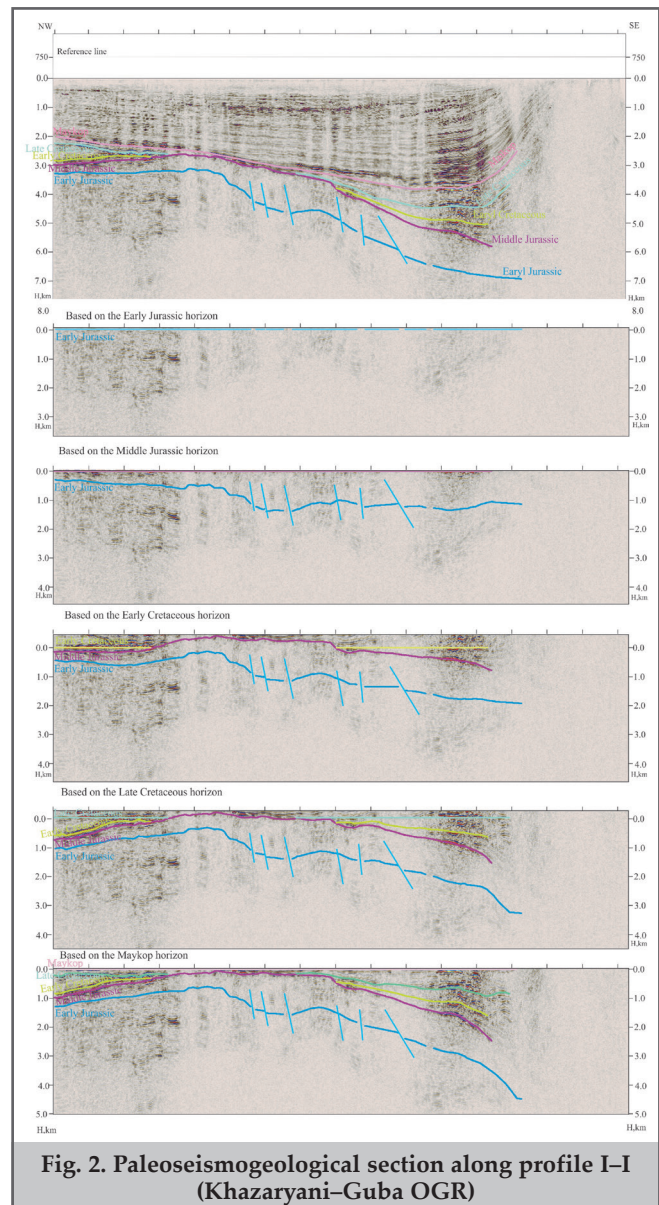 NW
SE
Reference line
750
750
0.0
0.0
1.0
1.0
2.0
2.0
Early
3.0
3.0
Middle Jurassic
Early Jurassic
4.0
4.0
5.0
5.0
Middle Jurassic
6.0
6.0
Earyl Jurassic
7.0
7.0
H,km
H,km
8.0
8.0
Based on the Early Jurassic horizon
0.0
0.0
Early Jurassic
1.0
1.0
2.0
2.0
3.0
3.0
H,km
H,km
Based on the Middle Jurassic horizon
0.0
0.0
Early Jurassic
1.0
1.0
2.0
2.0
3.0
3.0
4.0
4.0
H,km
H,km
Based on the Early Cretaceous horizon
0.0
0.0
Middle Jurassic
Early Jurassic
1.0
1.0
2.0
2.0
3.0
3.0
4.0
4.0
H,km
H,km
Based on the Late Cretaceous horizon
0.0
0.0
Middle Jurassic
1.0
1.0
Early Jurassic
2.0
2.0
3.0
3.0
4.0
4.0
H,km
H,km
Based on the Maykop horizon
Maykop
0.0
0.0
1.0
1.0
Middle Jurassic
Early Jurassic
2.0
2.0
3.0
3.0
4.0
4.0
5.0
5.0
H,km
H,km
Fig. 2. Paleoseismogeological section along profile I–I
(Khazaryani–Guba OGR)